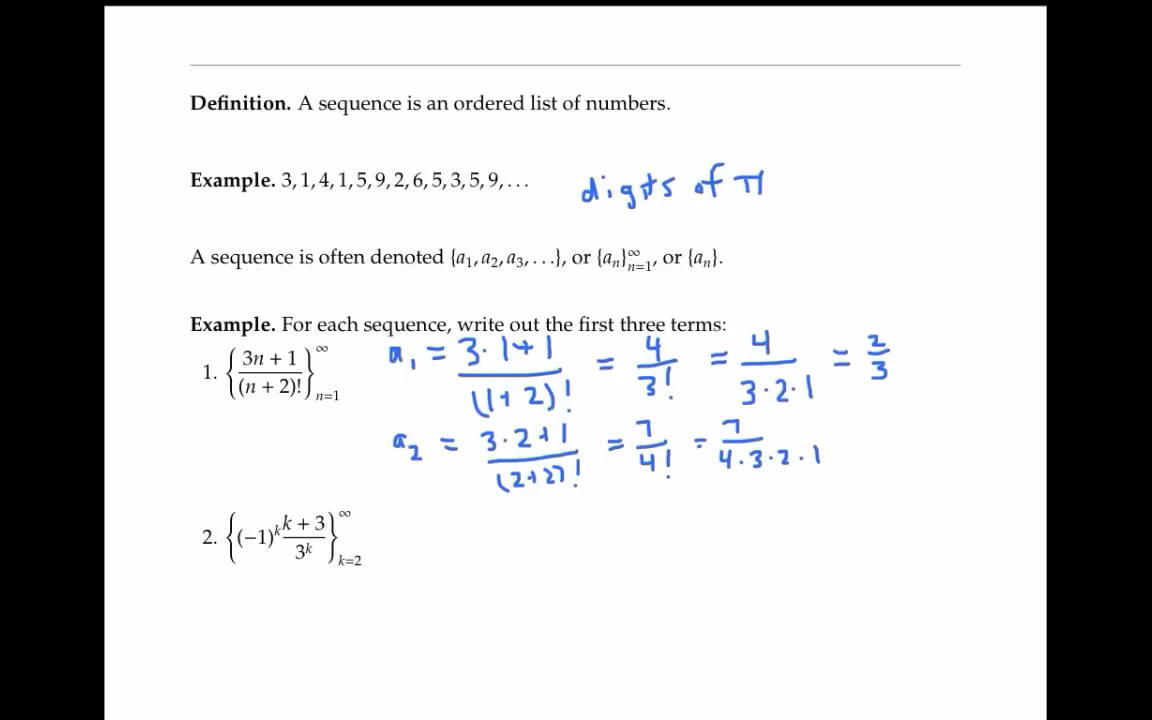 Definition. A sequence is an ordered list of numbers.
Example. 3, 1, 4, 1, 5, 9, 2, 6, 5, 3, 5, 9, . . . digits of π
A sequence is often denoted {a₁, a₂, a₃, . . .}, or {aₙ}_{n=1}^∞, or {aₙ}.
Example. For each sequence, write out the first three terms:
1. {(3n + 1)/(n + 2)!}_{n=1}^∞ a₁ = (3·1+1)/((1+2)!) = 4/3! = 4/(3·2·1) = 2/3
a₂ = (3·2+1)/((2+2)!) = 7/4! = 7/(4·3·2·1)
2. {(−1)^k (k + 3)/3^k}_{k=2}^∞